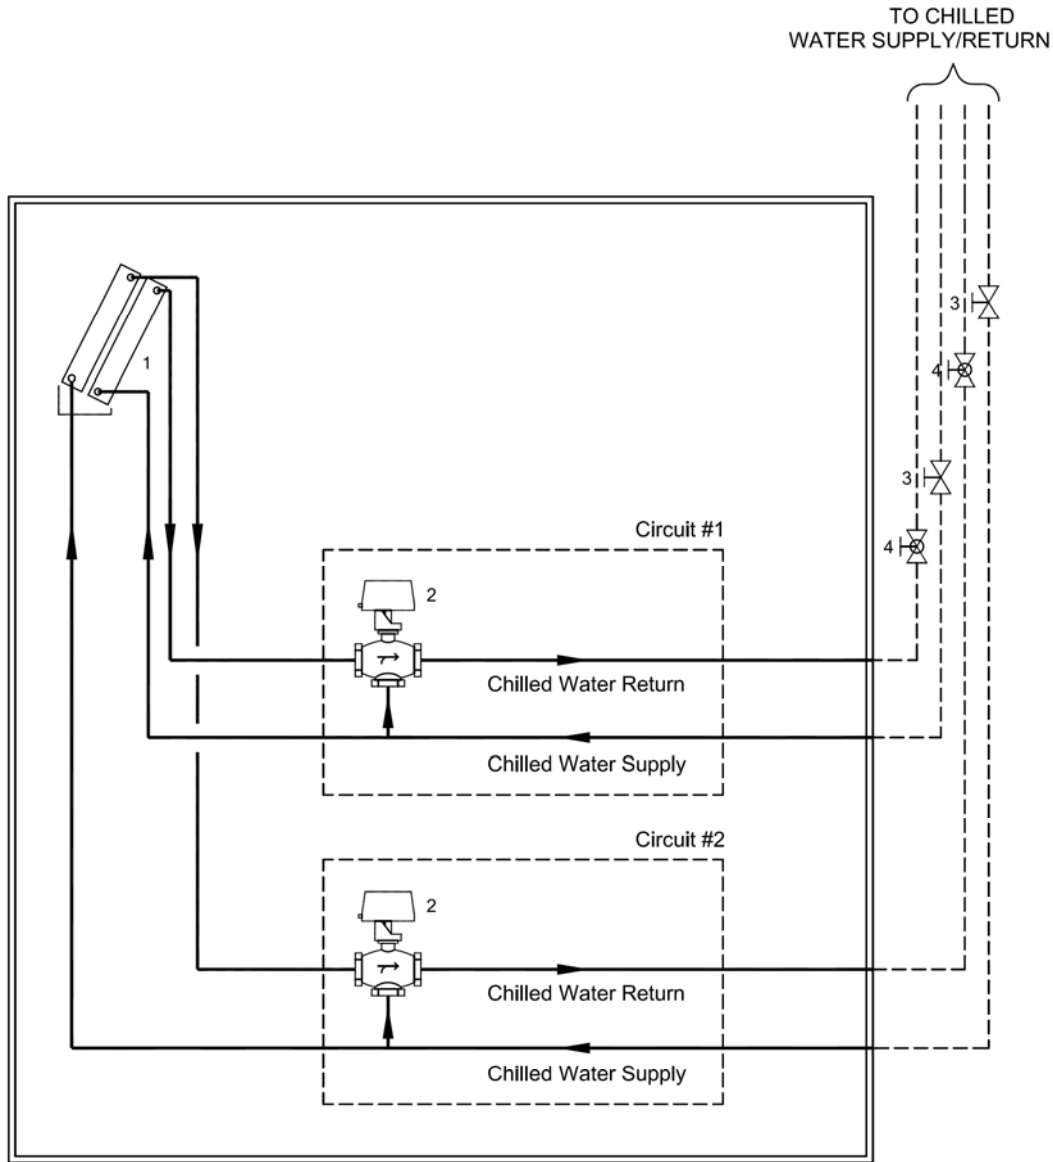 TO CHILLED
WATER SUPPLY/RETURN
3
1
4
3
Circuit #1
4
2
Chilled Water Return
Chilled Water Supply
Circuit #2
2
Chilled Water Return
Chilled Water Supply